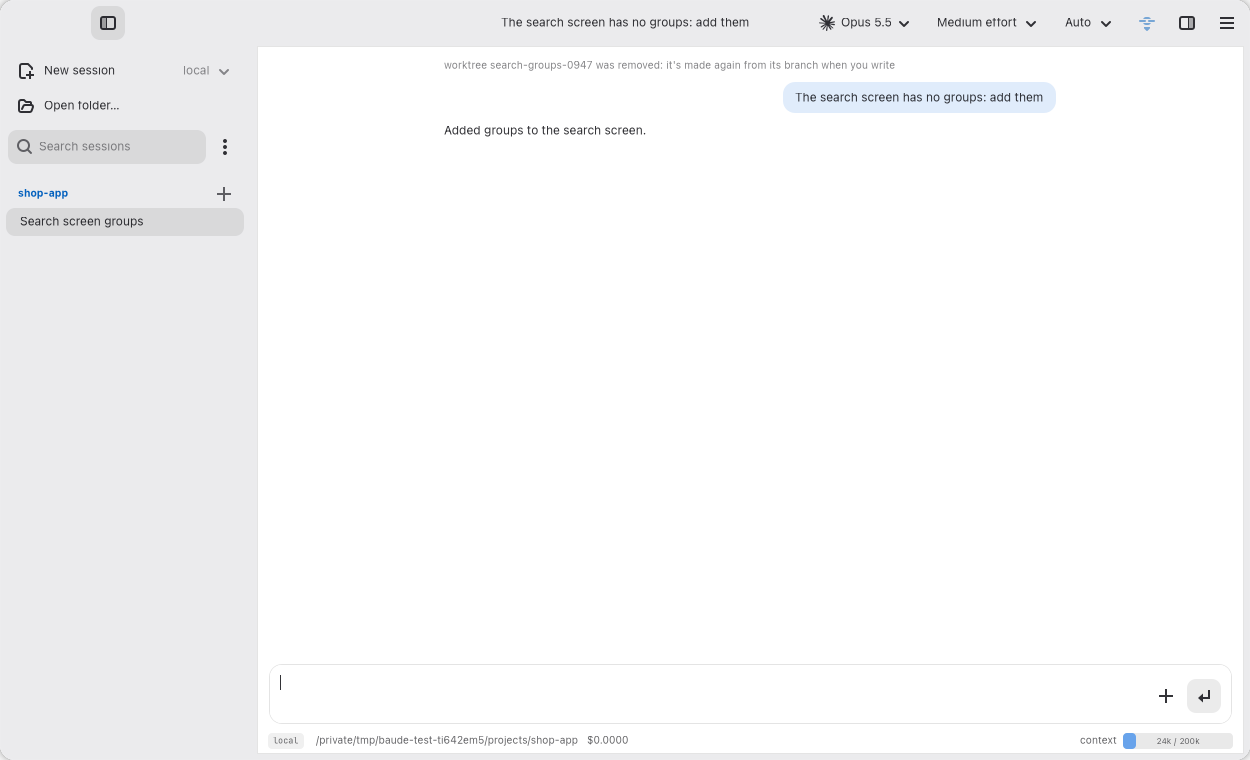 The search screen has no groups: add them
Opus 5.5
Medium effort
Auto
New session
local
Open folder...
Search sessions
shop-app
Search screen groups
worktree search-groups-0947 was removed: it's made again from its branch when you write
The search screen has no groups: add them
Added groups to the search screen.
local
/private/tmp/baude-test-ti642em5/projects/shop-app
$0.0000
context
24k / 200k